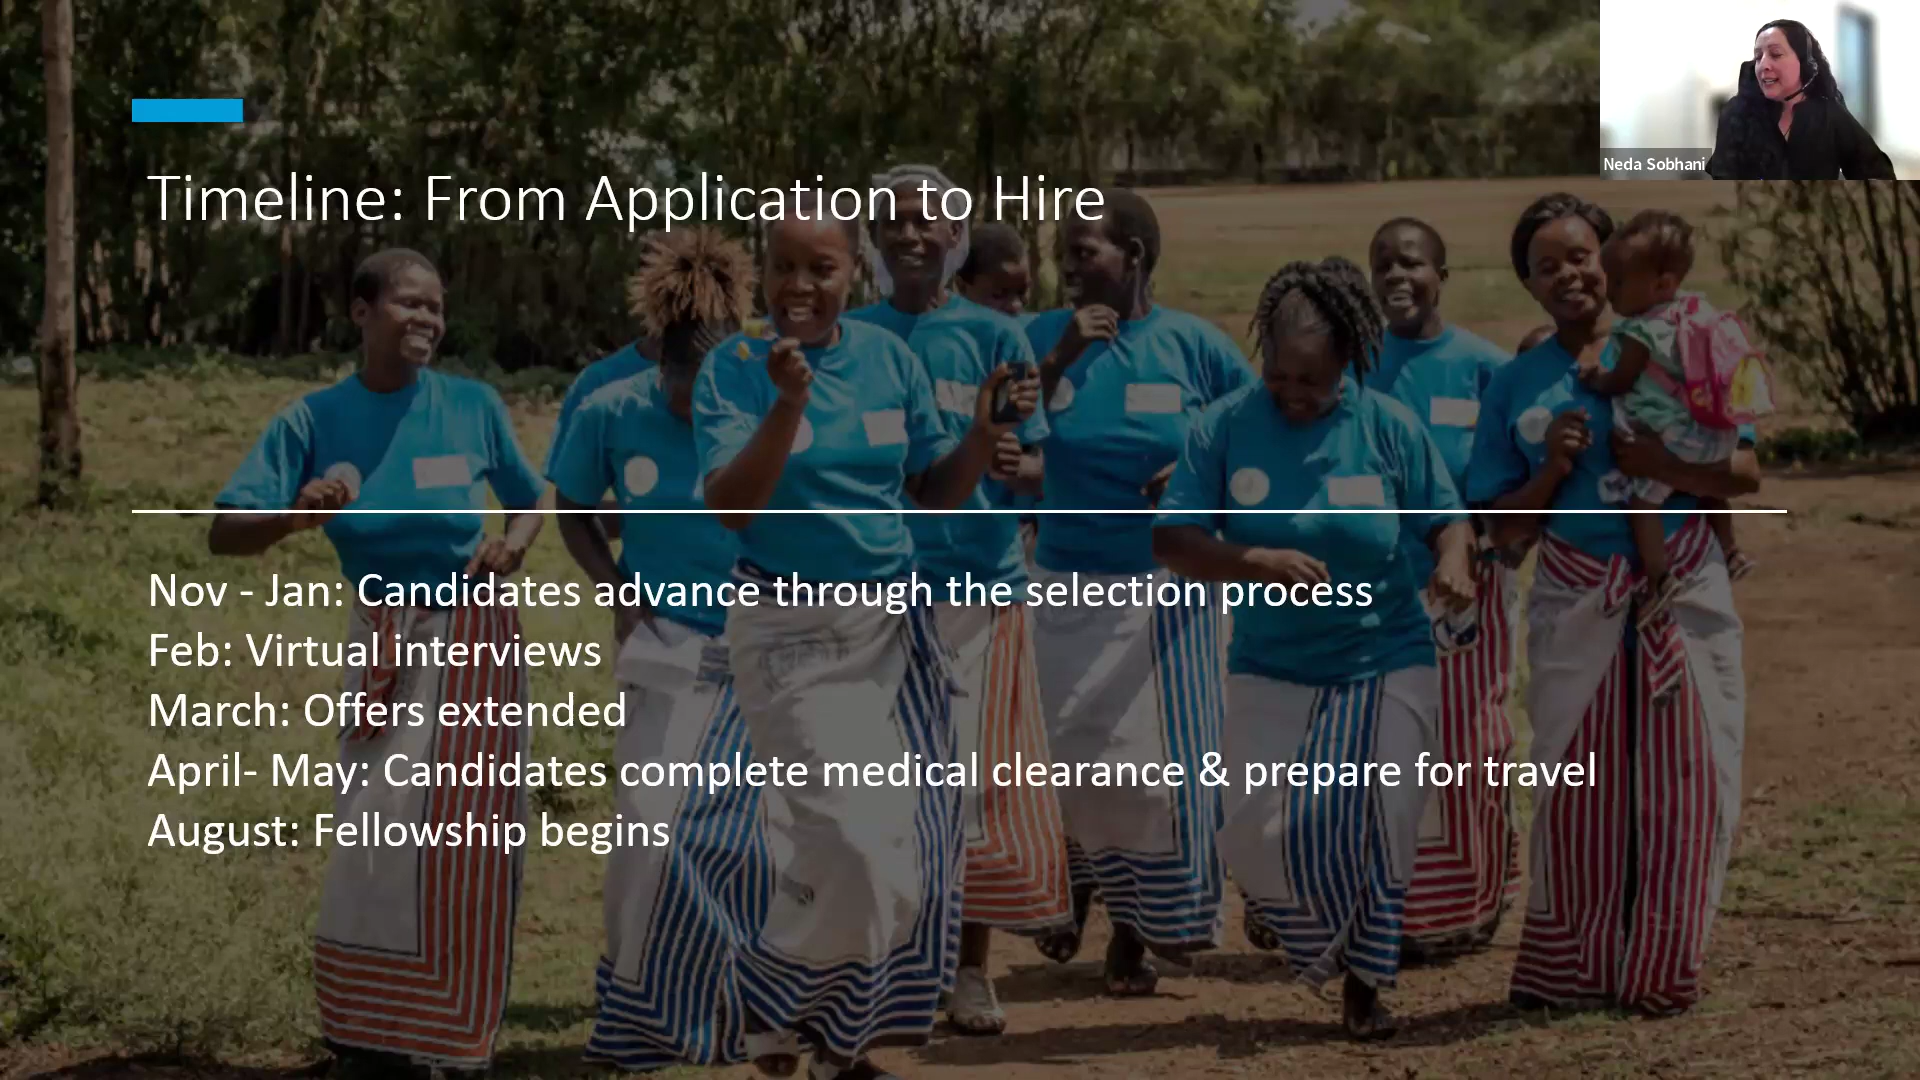 Neda Sobhani
Timeline: From Application to Hire
Nov - Jan: Candidates advance through the selection process
Feb: Virtual interviews
March: Offers extended
April- May: Candidates complete medical clearance & prepare for travel
August: Fellowship begins